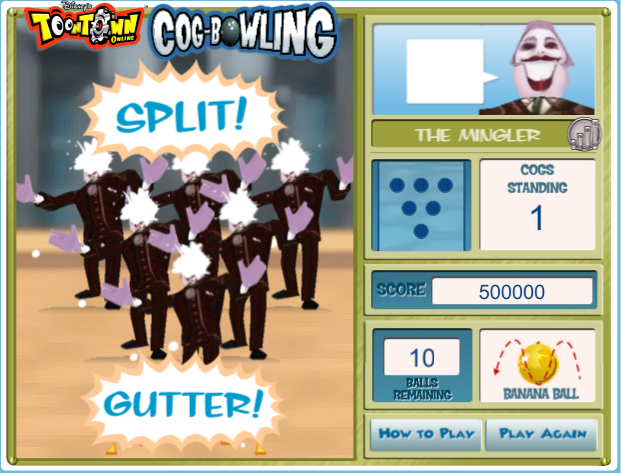 Disney's
TOONTOWN
ONLINE
COG-BOWLING
SPLIT!
THE MINGLER
COGS
STANDING
1
SCORE 500000
10
BALLS
REMAINING
BANANA BALL
GUTTER!
HOW TO PLAY
PLAY AGAIN